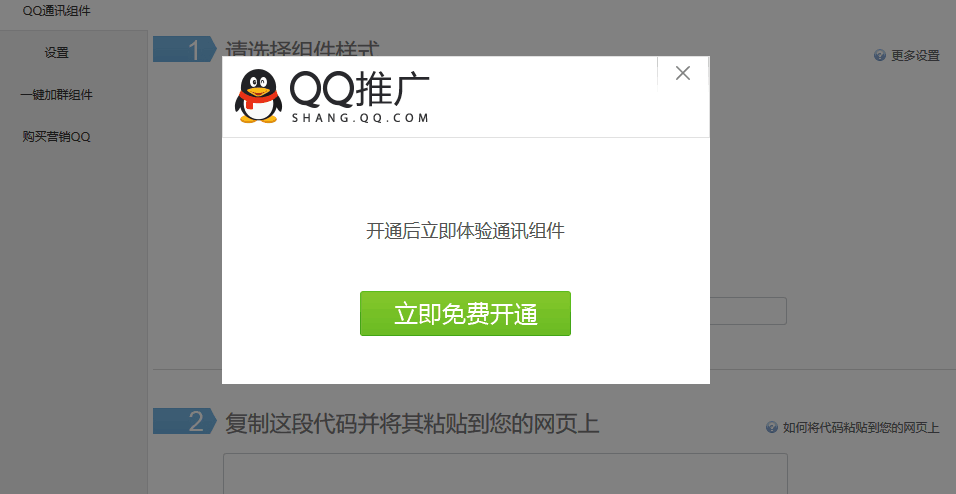 QQ通讯组件
设置
一键加群组件
购买营销QQ
1 请选择组件样式
更多设置
QQ推广
SHANG.QQ.COM
开通后立即体验通讯组件
立即免费开通
2 复制这段代码并将其粘贴到您的网页上
如何将代码粘贴到您的网页上